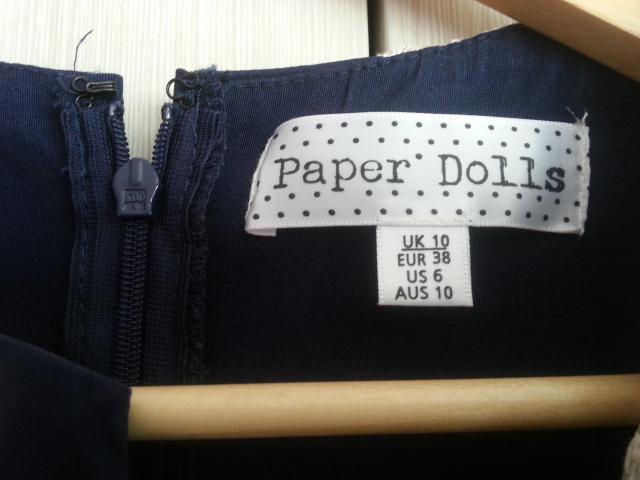 Paper Dolls
UK 10
EUR 38
US 6
AUS 10